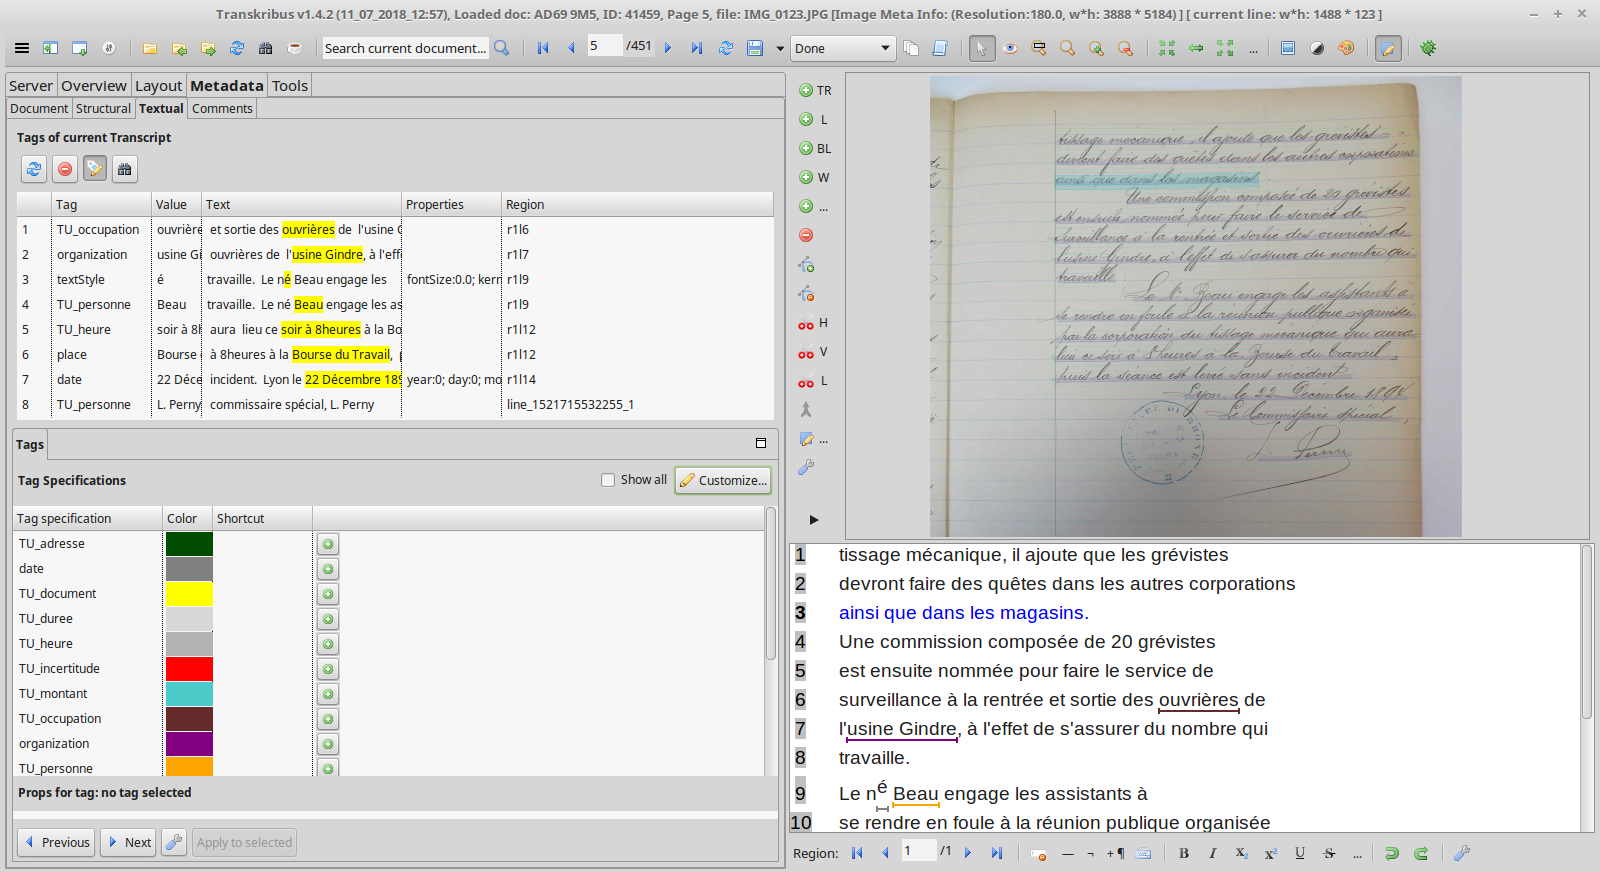 Transkribus v1.4.2 (11_07_2018_12:57), Loaded doc: AD69 9M5, ID: 41459, Page 5, file: IMG_0123.JPG [Image Meta Info: (Resolution:180.0, w*h: 3888 * 5184) ] [ current line: w*h: 1488 * 123 ]
Search current document...
5 /451
Done
...
Server Overview Layout Metadata Tools
Document Structural Textual Comments
Tags of current Transcript
Tag Value Text Properties Region
1 TU_occupation ouvrière et sortie des ouvrières de l'usine G r1l6
2 organization usine Gi ouvrières de l'usine Gindre, à l'eff r1l7
3 textStyle é travaille. Le né Beau engage les fontSize:0.0; kern r1l9
4 TU_personne Beau travaille. Le né Beau engage les as r1l9
5 TU_heure soir à 8l aura lieu ce soir à 8heures à la Bo r1l12
6 place Bourse à 8heures à la Bourse du Travail, r1l12
7 date 22 Déce incident. Lyon le 22 Décembre 189 year:0; day:0; mo r1l14
8 TU_personne L. Perny commissaire spécial, L. Perny line_1521715532255_1
Tags
Tag Specifications
Show all
Customize...
Tag specification Color Shortcut
TU_adresse
date
TU_document
TU_duree
TU_heure
TU_incertitude
TU_montant
TU_occupation
organization
TU_personne
Props for tag: no tag selected
Previous Next Apply to selected
TR
L
BL
W
...
H
V
L
...
tissage mécanique, il ajoute que les grévistes
devront faire des quêtes dans les autres corporations
ainsi que dans les magasins.
Une commission composée de 20 grévistes
est ensuite nommée pour faire le service de
surveillance à la rentrée et sortie des ouvrières de
l'usine Gindre, à l'effet de s'assurer du nombre qui
travaille.
Le Né Beau engage les assistants à
se rendre en foule à la réunion publique organisée
par la corporation du tissage mécanique qui aura
lieu ce soir à 8 heures à la Bourse du Travail,
puis la séance est levée sans incident.
Lyon le 22 Décembre 189
Le Commissaire spécial,
L. Perny
1 tissage mécanique, il ajoute que les grévistes
2 devront faire des quêtes dans les autres corporations
3 ainsi que dans les magasins.
4 Une commission composée de 20 grévistes
5 est ensuite nommée pour faire le service de
6 surveillance à la rentrée et sortie des ouvrières de
7 l'usine Gindre, à l'effet de s'assurer du nombre qui
8 travaille.
9 Le né Beau engage les assistants à
10 se rendre en foule à la réunion publique organisée
Region: 1 /1 — ¬ +¶ B I X₂ X² U S ...